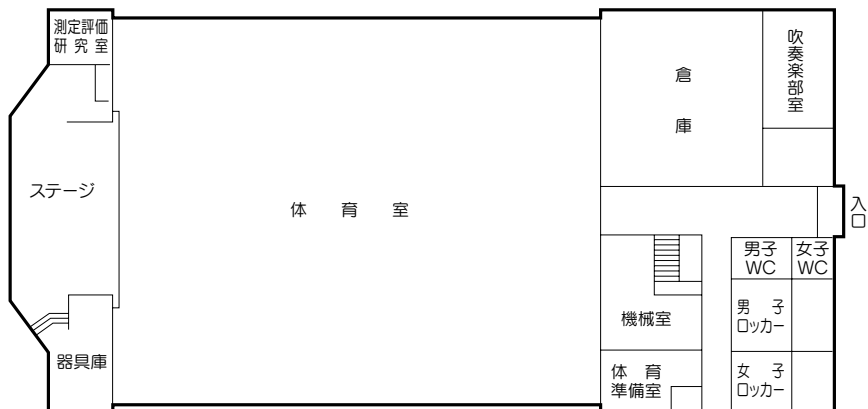 測定評価
研究室
吹奏楽部室
倉庫
ステージ
体育室
入口
男子
WC
女子
WC
機械室
男子
ロッカー
器具庫
体育
準備室
女子
ロッカー